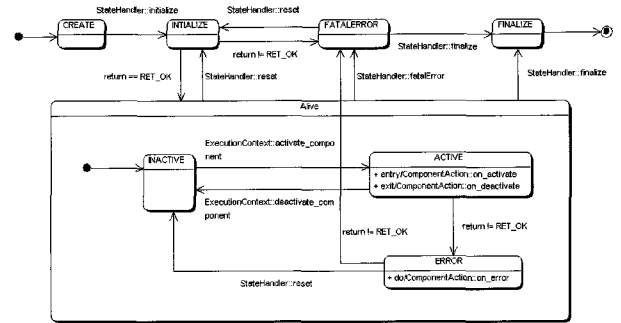 StateHandler::initialize
StateHandler::reset
CREATE
INTIALIZE
FATALERROR
FINALIZE
StateHandler::finalize
return != RET_OK
return == RET_OK
StateHandler::reset
StateHandler::fatalError
StateHandler::finalize
Alive
ExecutionContext::activate_compo
nent
INACTIVE
ACTIVE
+ entry/ComponentAction::on_activate
+ exit/ComponentAction::on_deactivate
ExecutionContext::deactivate_com
ponent
return != RET_OK
return != RET_OK
ERROR
+ do/ComponentAction::on_error
StateHandler::reset